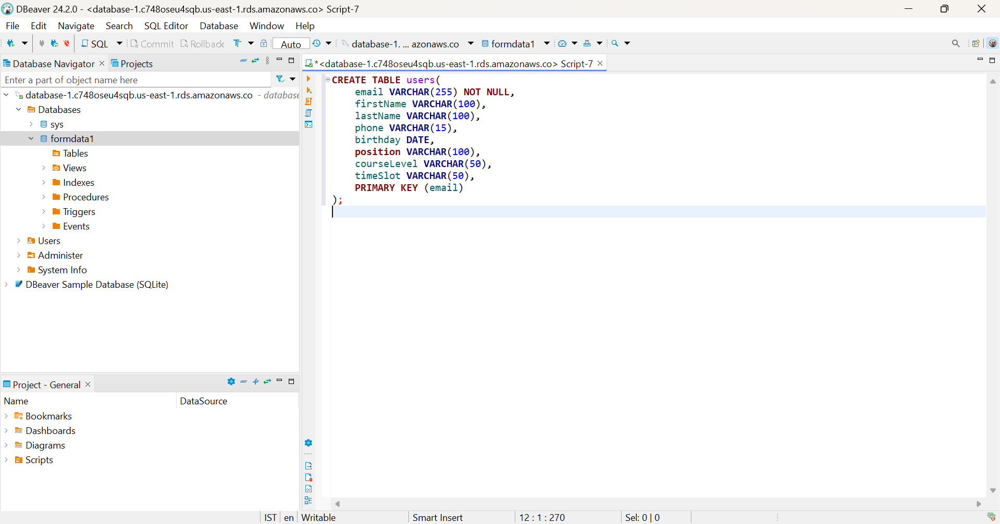 DBeaver 24.2.0 - <database-1.c748oseu4sqb.us-east-1.rds.amazonaws.co> Script-7
File Edit Navigate Search SQL Editor Database Window Help
SQL Commit Rollback Auto database-1. ... azonaws.co formdata1
Database Navigator Projects
*<database-1.c748oseu4sqb.us-east-1.rds.amazonaws.co> Script-7
Enter a part of object name here
database-1.c748oseu4sqb.us-east-1.rds.amazonaws.co - database
Databases
sys
formdata1
Tables
Views
Indexes
Procedures
Triggers
Events
Users
Administer
System Info
DBeaver Sample Database (SQLite)
CREATE TABLE users(
email VARCHAR(255) NOT NULL,
firstName VARCHAR(100),
lastName VARCHAR(100),
phone VARCHAR(15),
birthday DATE,
position VARCHAR(100),
courseLevel VARCHAR(50),
timeSlot VARCHAR(50),
PRIMARY KEY (email)
);
Project - General
Name DataSource
Bookmarks
Dashboards
Diagrams
Scripts
IST en Writable Smart Insert 12 : 1 : 270 Sel: 0 | 0